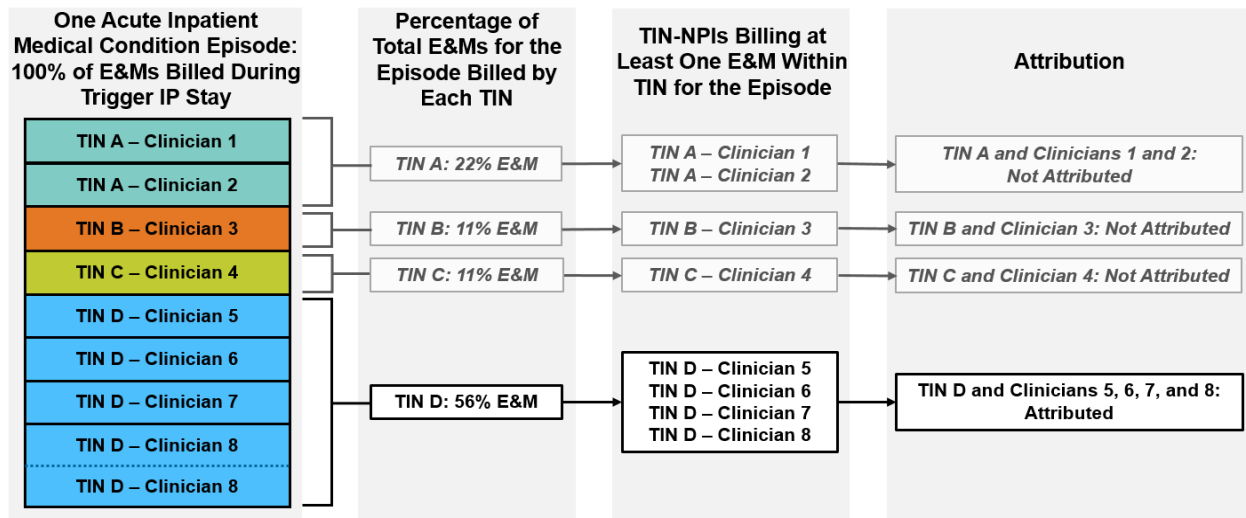 One Acute Inpatient
Medical Condition Episode:
100% of E&Ms Billed During
Trigger IP Stay
TIN A – Clinician 1
TIN A – Clinician 2
TIN B – Clinician 3
TIN C – Clinician 4
TIN D – Clinician 5
TIN D – Clinician 6
TIN D – Clinician 7
TIN D – Clinician 8
TIN D – Clinician 8
Percentage of
Total E&Ms for the
Episode Billed by
Each TIN
TIN A: 22% E&M
TIN B: 11% E&M
TIN C: 11% E&M
TIN D: 56% E&M
TIN-NPIs Billing at
Least One E&M Within
TIN for the Episode
TIN A – Clinician 1
TIN A – Clinician 2
TIN B – Clinician 3
TIN C – Clinician 4
TIN D – Clinician 5
TIN D – Clinician 6
TIN D – Clinician 7
TIN D – Clinician 8
Attribution
TIN A and Clinicians 1 and 2:
Not Attributed
TIN B and Clinician 3: Not Attributed
TIN C and Clinician 4: Not Attributed
TIN D and Clinicians 5, 6, 7, and 8:
Attributed